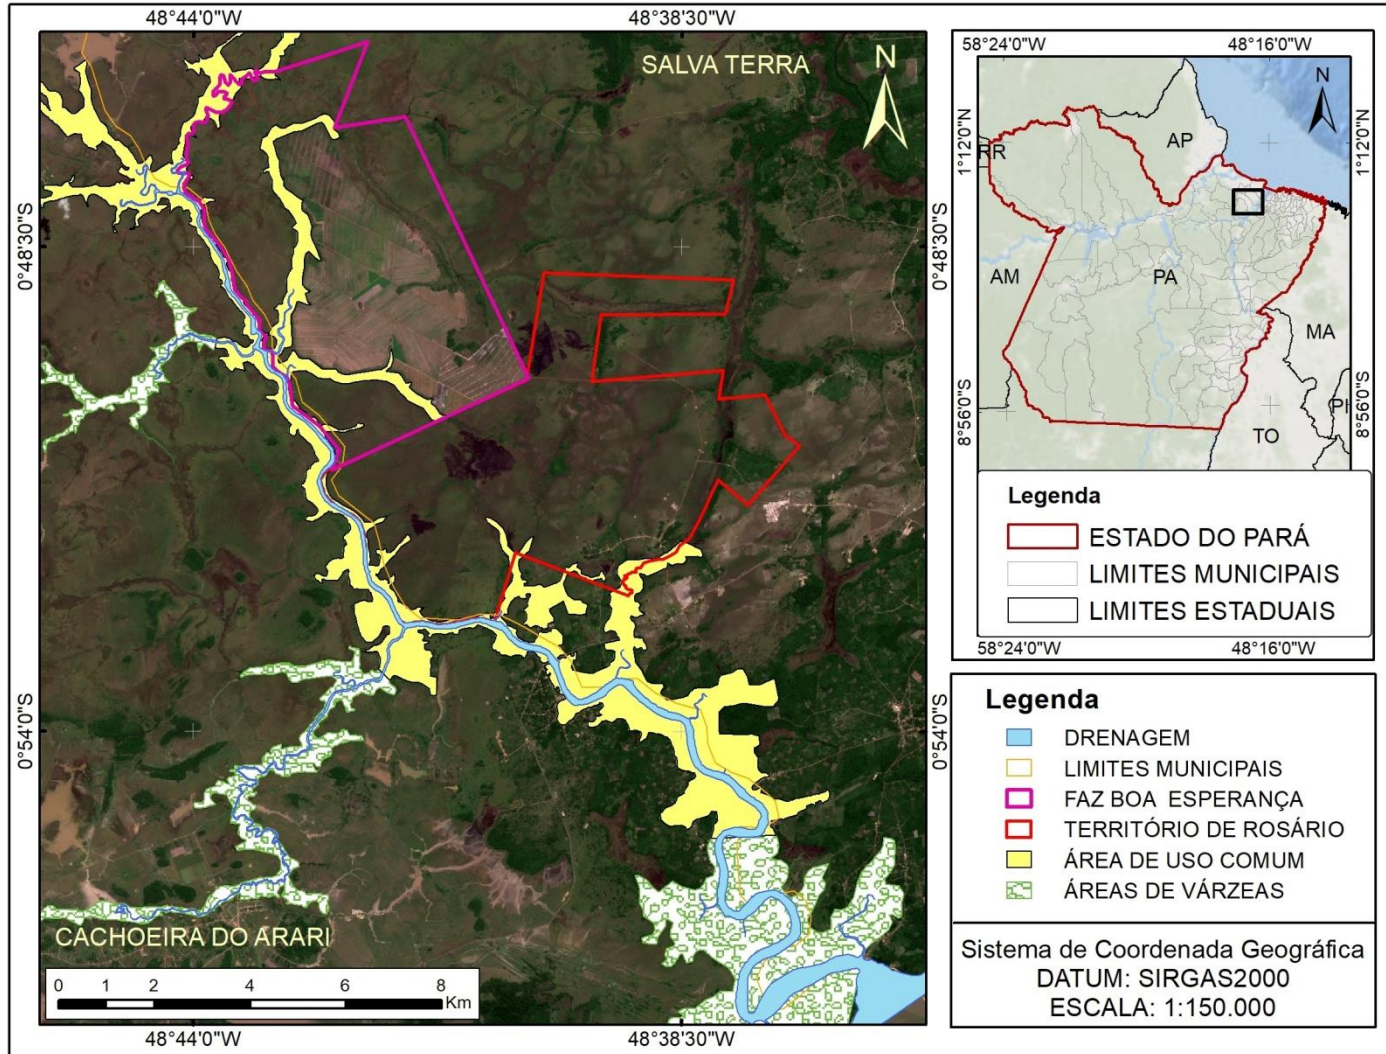 48°44'0"W
48°38'30"W
SALVA TERRA
N
0°48'30"S
0°48'30"S
0°54'0"S
0°54'0"S
CACHOEIRA DO ARARI
0 1 2 4 6 8
Km
48°44'0"W
48°38'30"W
58°24'0"W
48°16'0"W
N
1°12'0"N
1°12'0"N
RR
AP
AM
PA
MA
PI
TO
8°56'0"S
8°56'0"S
Legenda
ESTADO DO PARÁ
LIMITES MUNICIPAIS
LIMITES ESTADUAIS
58°24'0"W
48°16'0"W
Legenda
DRENAGEM
LIMITES MUNICIPAIS
FAZ BOA ESPERANÇA
TERRITÓRIO DE ROSÁRIO
ÁREA DE USO COMUM
ÁREAS DE VÁRZEAS
Sistema de Coordenada Geográfica
DATUM: SIRGAS2000
ESCALA: 1:150.000